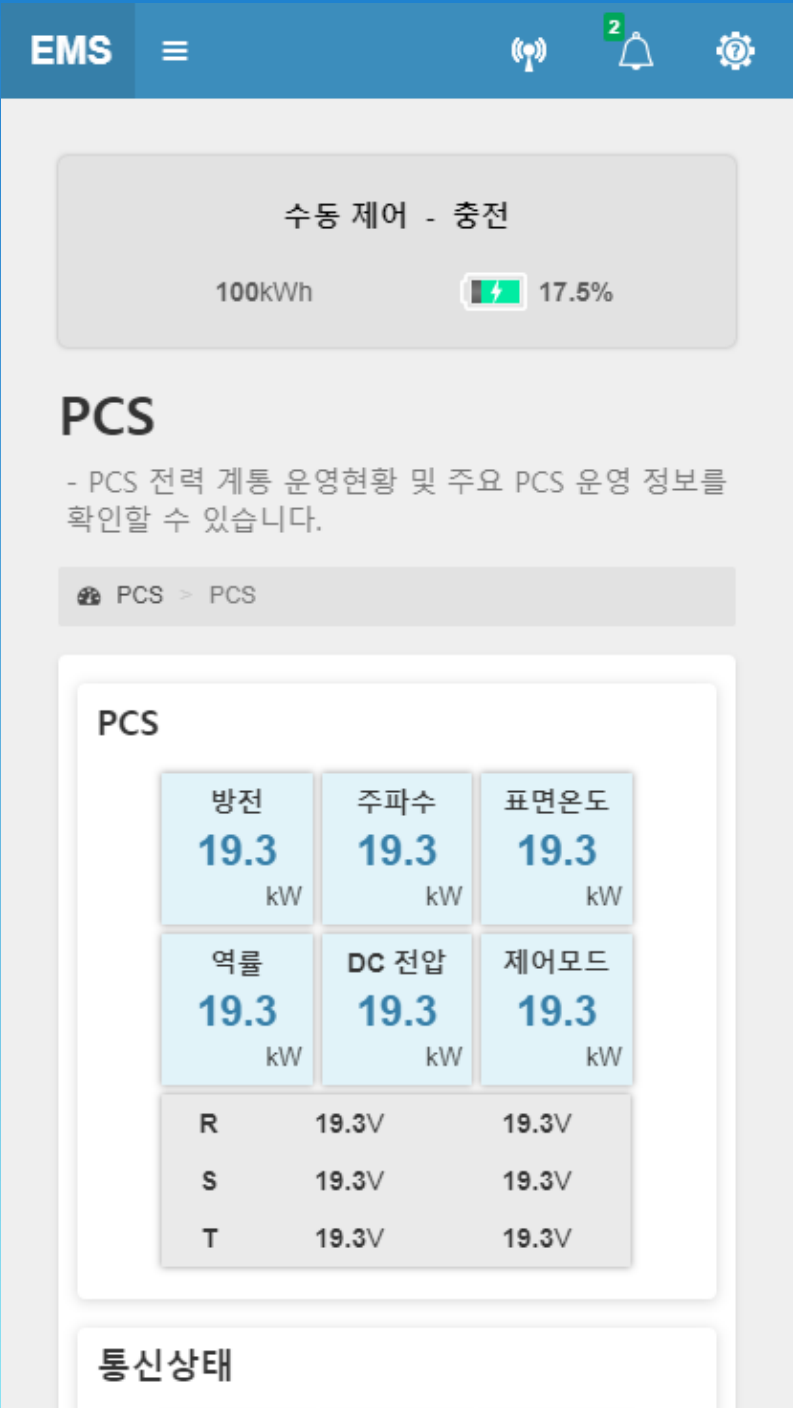 EMS
2
수동 제어 - 충전
100kWh 17.5%
PCS
- PCS 전력 계통 운영현황 및 주요 PCS 운영 정보를
확인할 수 있습니다.
PCS > PCS
PCS
방전 주파수 표면온도
19.3 19.3 19.3
kW kW kW
역률 DC 전압 제어모드
19.3 19.3 19.3
kW kW kW
R 19.3V 19.3V
S 19.3V 19.3V
T 19.3V 19.3V
통신상태